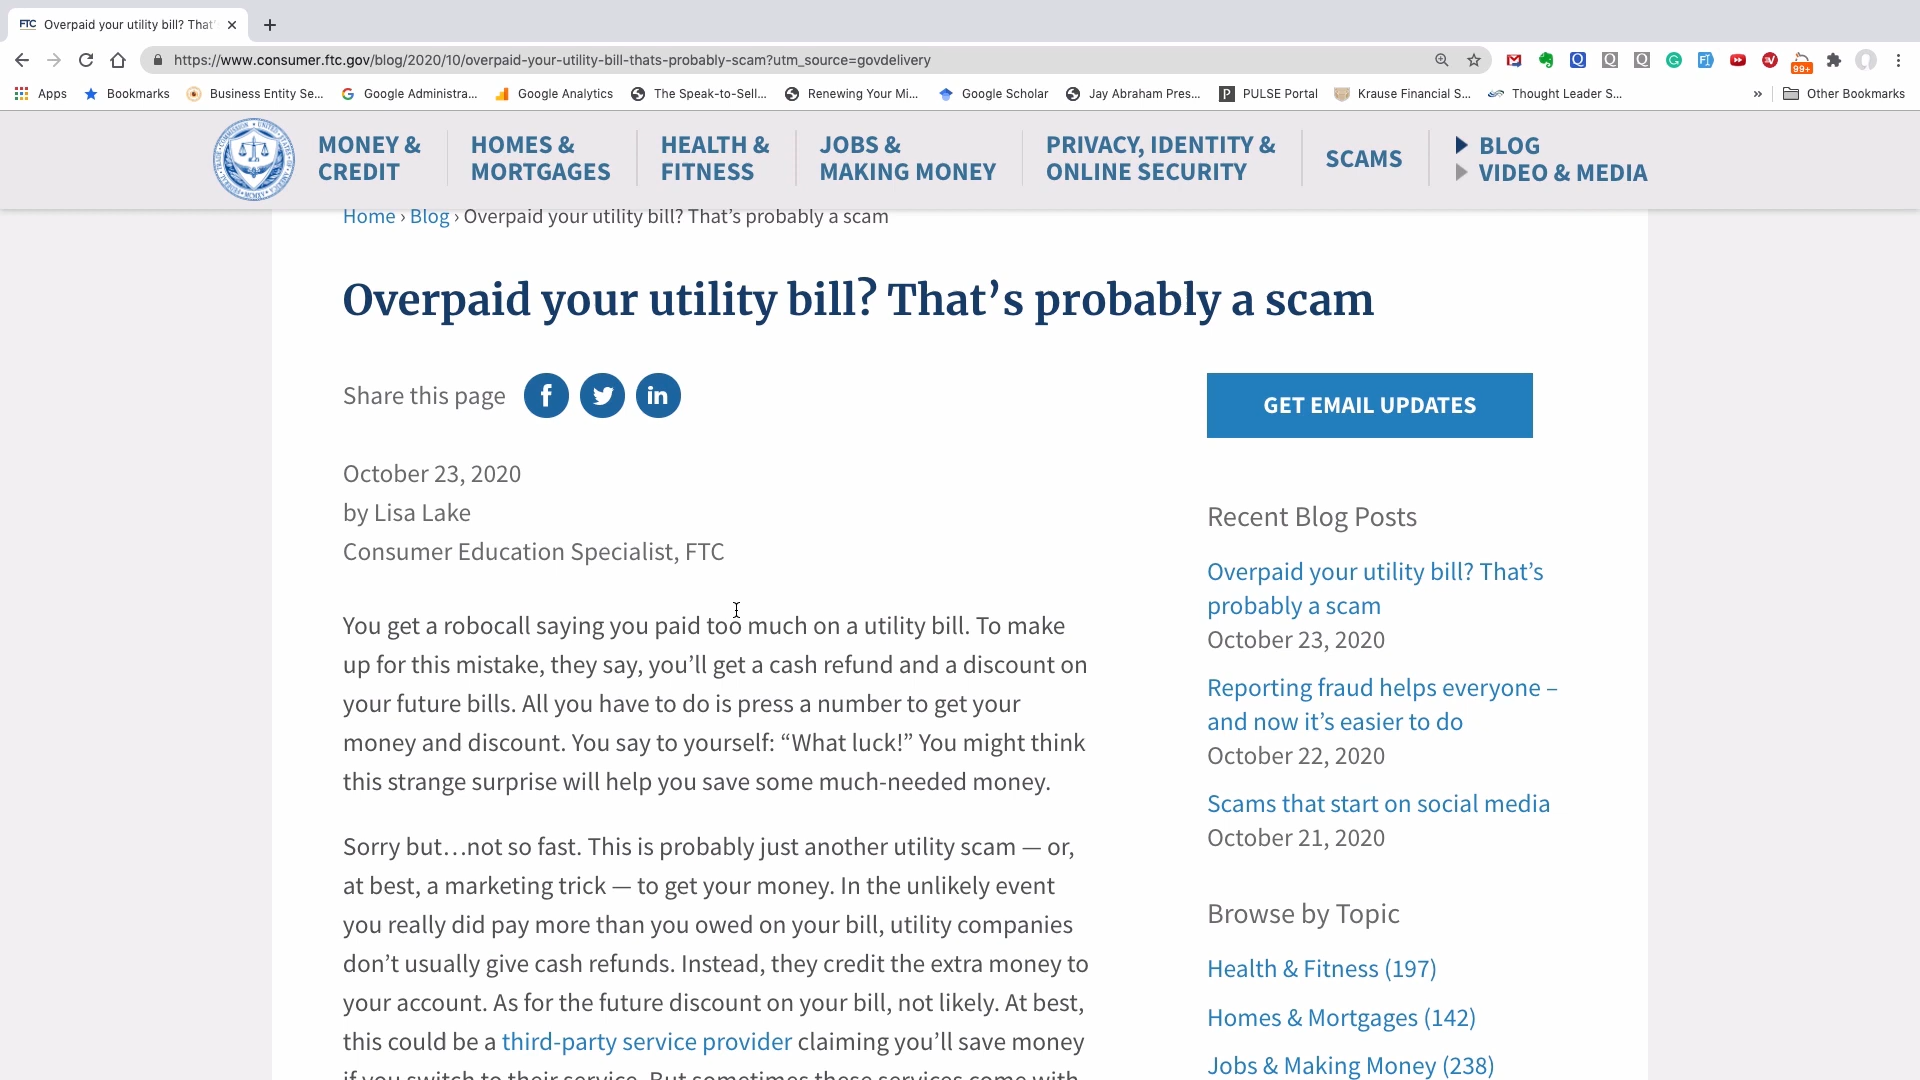 FTC Overpaid your utility bill? That'
https://www.consumer.ftc.gov/blog/2020/10/overpaid-your-utility-bill-thats-probably-scam?utm_source=govdelivery
99+
Apps Bookmarks Business Entity Se... Google Administra... Google Analytics The Speak-to-Sell... Renewing Your Mi... Google Scholar Jay Abraham Pres... P PULSE Portal Krause Financial S... Thought Leader S... » Other Bookmarks
MONEY &
CREDIT
HOMES &
MORTGAGES
HEALTH &
FITNESS
JOBS &
MAKING MONEY
PRIVACY, IDENTITY &
ONLINE SECURITY
SCAMS
BLOG
VIDEO & MEDIA
Home › Blog › Overpaid your utility bill? That’s probably a scam
Overpaid your utility bill? That’s probably a scam
Share this page
October 23, 2020
by Lisa Lake
Consumer Education Specialist, FTC
You get a robocall saying you paid too much on a utility bill. To make
up for this mistake, they say, you’ll get a cash refund and a discount on
your future bills. All you have to do is press a number to get your
money and discount. You say to yourself: “What luck!” You might think
this strange surprise will help you save some much-needed money.
Sorry but…not so fast. This is probably just another utility scam — or,
at best, a marketing trick — to get your money. In the unlikely event
you really did pay more than you owed on your bill, utility companies
don’t usually give cash refunds. Instead, they credit the extra money to
your account. As for the future discount on your bill, not likely. At best,
this could be a third-party service provider claiming you’ll save money
if you switch to their service. But sometimes these services come with
GET EMAIL UPDATES
Recent Blog Posts
Overpaid your utility bill? That’s
probably a scam
October 23, 2020
Reporting fraud helps everyone –
and now it’s easier to do
October 22, 2020
Scams that start on social media
October 21, 2020
Browse by Topic
Health & Fitness (197)
Homes & Mortgages (142)
Jobs & Making Money (238)